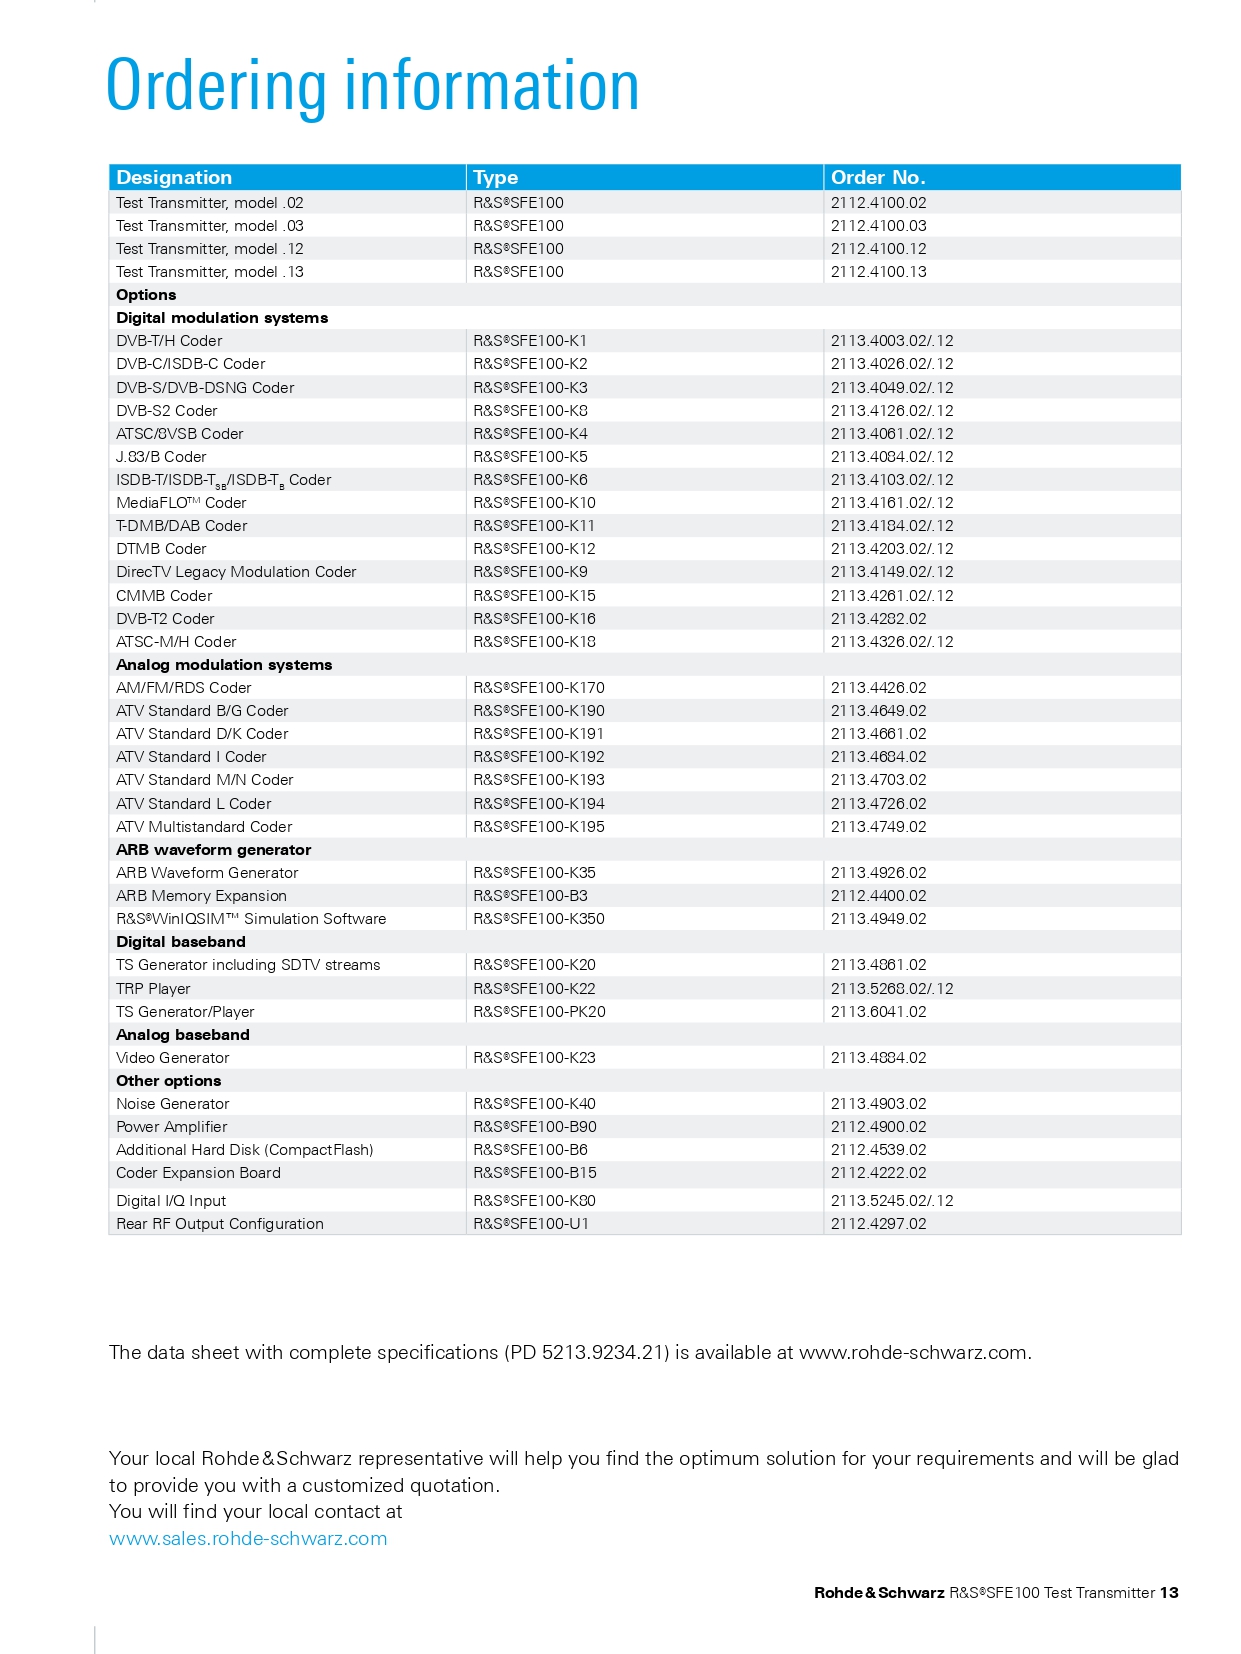 Ordering information
Designation Type Order No.
Test Transmitter, model .02 R&S®SFE100 2112.4100.02
Test Transmitter, model .03 R&S®SFE100 2112.4100.03
Test Transmitter, model .12 R&S®SFE100 2112.4100.12
Test Transmitter, model .13 R&S®SFE100 2112.4100.13
Options
Digital modulation systems
DVB-T/H Coder R&S®SFE100-K1 2113.4003.02/.12
DVB-C/ISDB-C Coder R&S®SFE100-K2 2113.4026.02/.12
DVB-S/DVB-DSNG Coder R&S®SFE100-K3 2113.4049.02/.12
DVB-S2 Coder R&S®SFE100-K8 2113.4126.02/.12
ATSC/8VSB Coder R&S®SFE100-K4 2113.4061.02/.12
J.83/B Coder R&S®SFE100-K5 2113.4084.02/.12
ISDB-T/ISDB-TSB/ISDB-TB Coder R&S®SFE100-K6 2113.4103.02/.12
MediaFLO™ Coder R&S®SFE100-K10 2113.4161.02/.12
T-DMB/DAB Coder R&S®SFE100-K11 2113.4184.02/.12
DTMB Coder R&S®SFE100-K12 2113.4203.02/.12
DirecTV Legacy Modulation Coder R&S®SFE100-K9 2113.4149.02/.12
CMMB Coder R&S®SFE100-K15 2113.4261.02/.12
DVB-T2 Coder R&S®SFE100-K16 2113.4282.02
ATSC-M/H Coder R&S®SFE100-K18 2113.4326.02/.12
Analog modulation systems
AM/FM/RDS Coder R&S®SFE100-K170 2113.4426.02
ATV Standard B/G Coder R&S®SFE100-K190 2113.4649.02
ATV Standard D/K Coder R&S®SFE100-K191 2113.4661.02
ATV Standard I Coder R&S®SFE100-K192 2113.4684.02
ATV Standard M/N Coder R&S®SFE100-K193 2113.4703.02
ATV Standard L Coder R&S®SFE100-K194 2113.4726.02
ATV Multistandard Coder R&S®SFE100-K195 2113.4749.02
ARB waveform generator
ARB Waveform Generator R&S®SFE100-K35 2113.4926.02
ARB Memory Expansion R&S®SFE100-B3 2112.4400.02
R&S®WinIQSIM™ Simulation Software R&S®SFE100-K350 2113.4949.02
Digital baseband
TS Generator including SDTV streams R&S®SFE100-K20 2113.4861.02
TRP Player R&S®SFE100-K22 2113.5268.02/.12
TS Generator/Player R&S®SFE100-PK20 2113.6041.02
Analog baseband
Video Generator R&S®SFE100-K23 2113.4884.02
Other options
Noise Generator R&S®SFE100-K40 2113.4903.02
Power Amplifier R&S®SFE100-B90 2112.4900.02
Additional Hard Disk (CompactFlash) R&S®SFE100-B6 2112.4539.02
Coder Expansion Board R&S®SFE100-B15 2112.4222.02
Digital I/Q Input R&S®SFE100-K80 2113.5245.02/.12
Rear RF Output Configuration R&S®SFE100-U1 2112.4297.02
The data sheet with complete specifications (PD 5213.9234.21) is available at www.rohde-schwarz.com.
Your local Rohde & Schwarz representative will help you find the optimum solution for your requirements and will be glad
to provide you with a customized quotation.
You will find your local contact at
www.sales.rohde-schwarz.com
Rohde & Schwarz R&S®SFE100 Test Transmitter 13